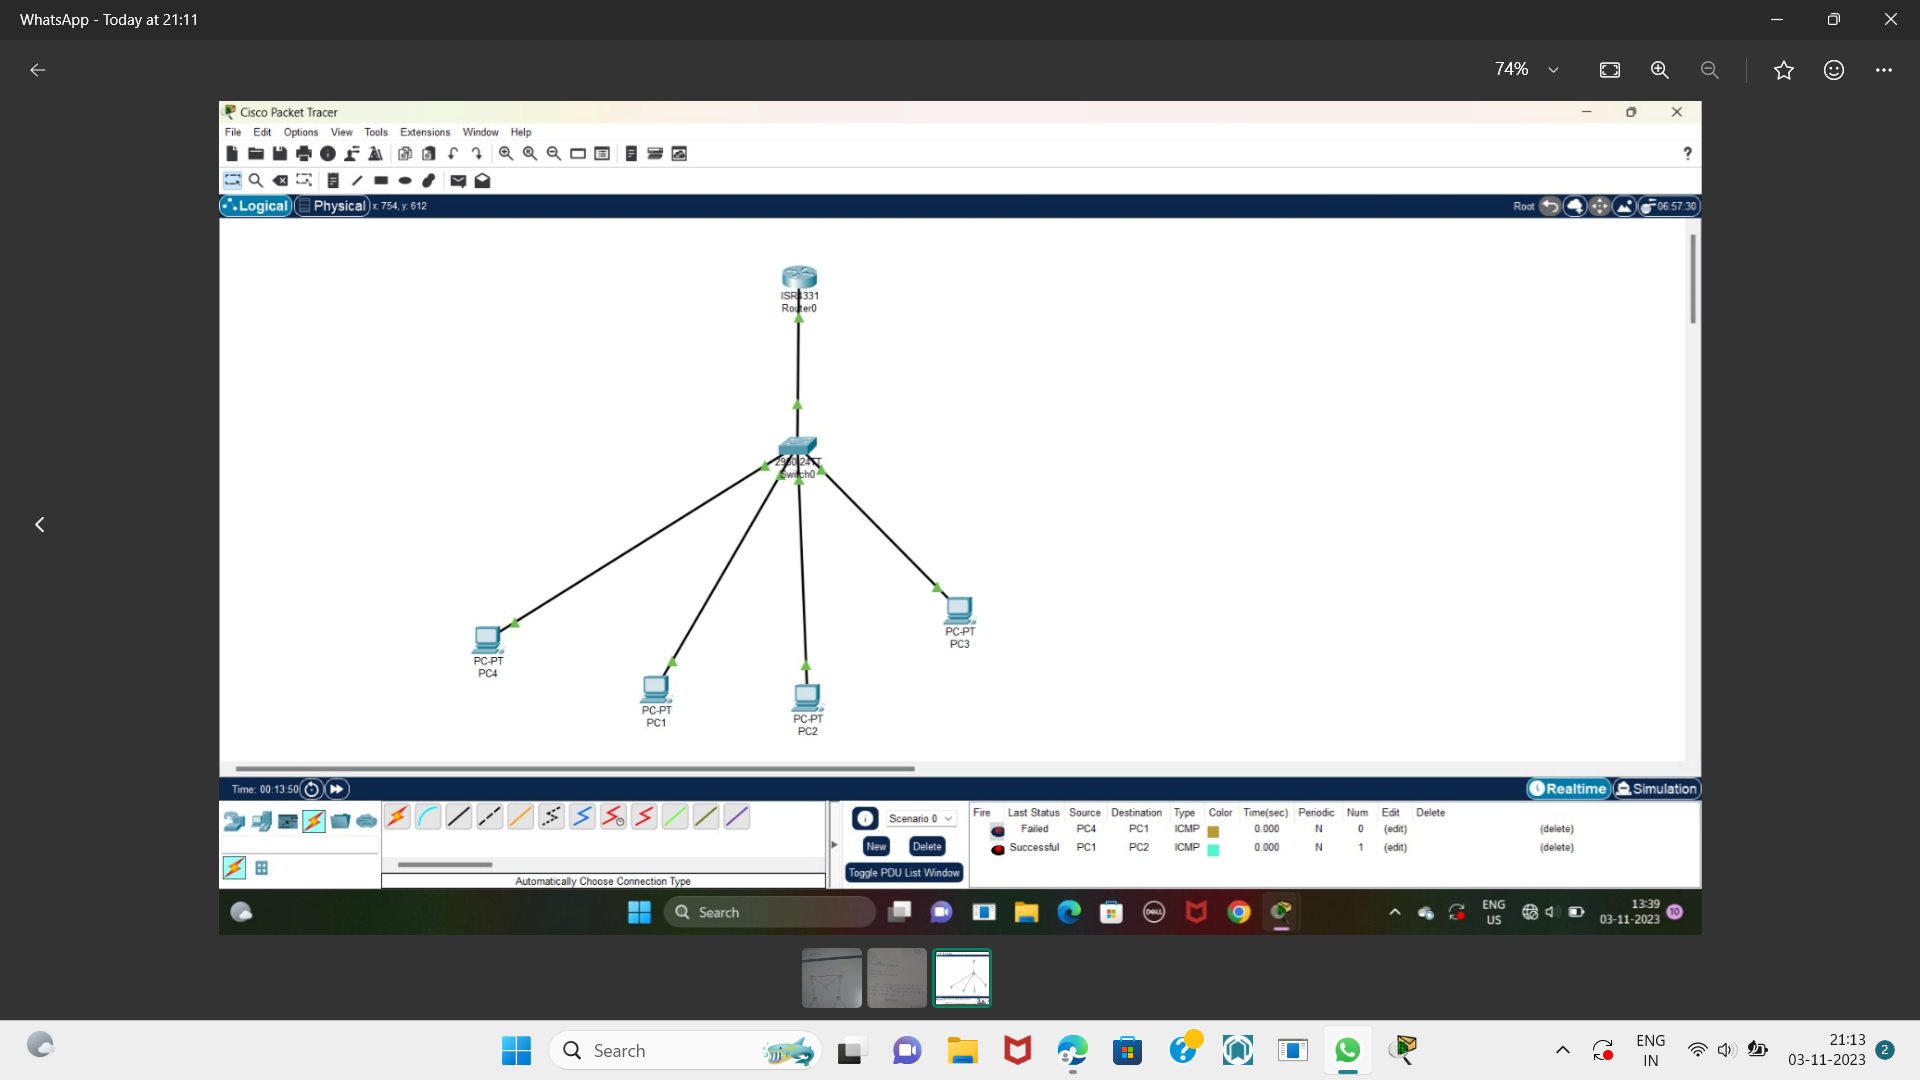 WhatsApp - Today at 21:11
74%
Cisco Packet Tracer
File Edit Options View Tools Extensions Window Help
?
Logical Physical x: 754, y: 612
Root 06:57:30
ISR4331
Router0
2960-24TT
Switch0
PC-PT
PC4
PC-PT
PC1
PC-PT
PC2
PC-PT
PC3
Time: 00:13:50
Realtime Simulation
Scenario 0
New Delete
Toggle PDU List Window
Automatically Choose Connection Type
Fire Last Status Source Destination Type Color Time(sec) Periodic Num Edit Delete
Failed PC4 PC1 ICMP 0.000 N 0 (edit) (delete)
Successful PC1 PC2 ICMP 0.000 N 1 (edit) (delete)
Search
DELL
ENG
US
13:39
03-11-2023
10
Search
ENG
IN
21:13
03-11-2023
2